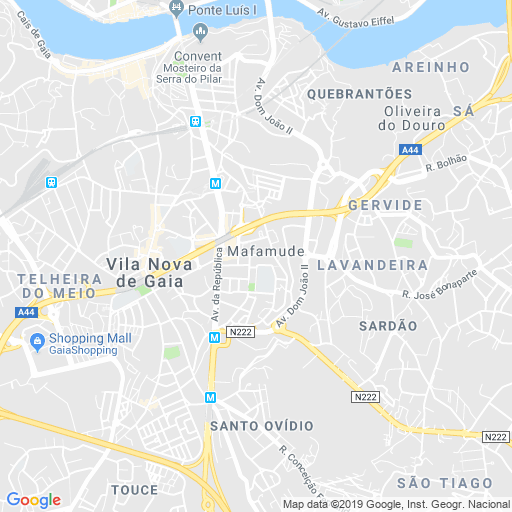 Ponte Luís I
Av. Gustavo Eiffel
Cais de Gaia
Convent
Mosteiro da
Serra do Pilar
AREINHO
Av. Dom João II
QUEBRANTÕES
Oliveira
do Douro
SÁ
A44
R. Bolhão
M
GERVIDE
Mafamude
Vila Nova
de Gaia
LAVANDEIRA
TELHEIRA
DO MEIO
Av. da República
Av. Dom João II
R. José Bonaparte
A44
SARDÃO
N222
Shopping Mall
GaiaShopping
M
N222
M
SANTO OVÍDIO
N222
R. Conceição F
SÃO TIAGO
TOUCE
Google
Map data ©2019 Google, Inst. Geogr. Nacional